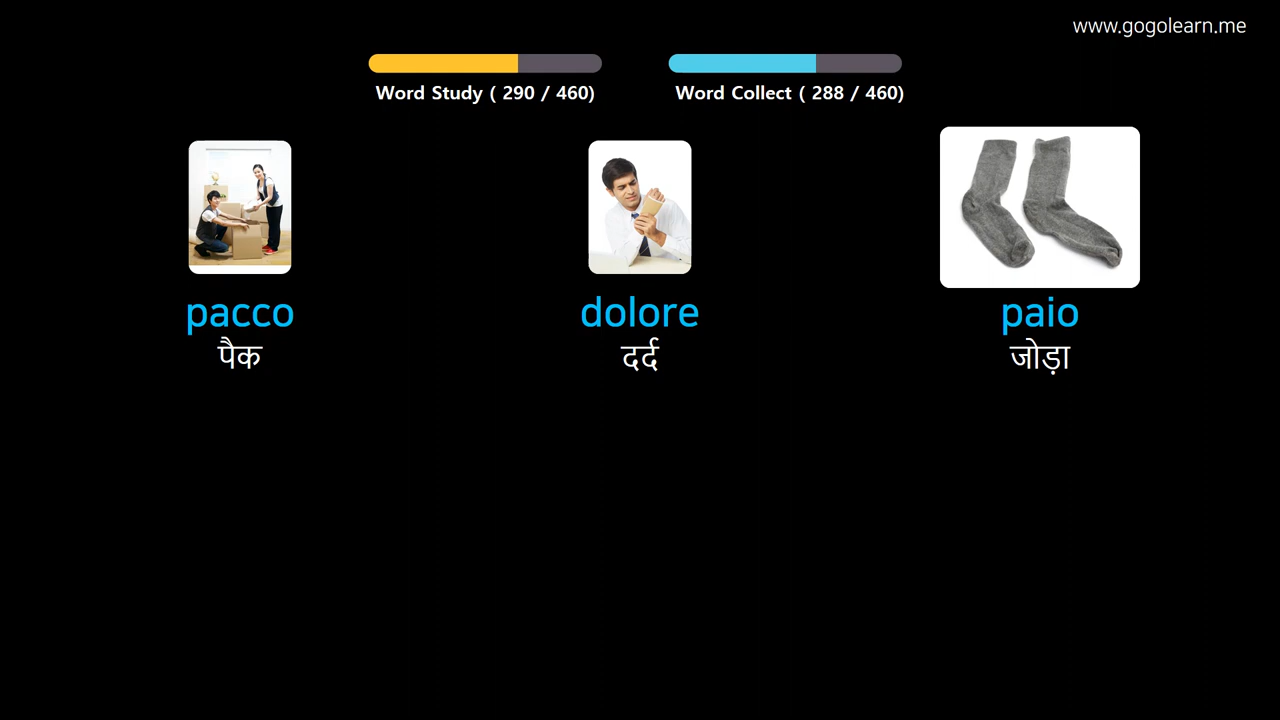 www.gogolearn.me
Word Study ( 290 / 460)
Word Collect ( 288 / 460)
pacco
पैक
dolore
दर्द
paio
जोड़ा